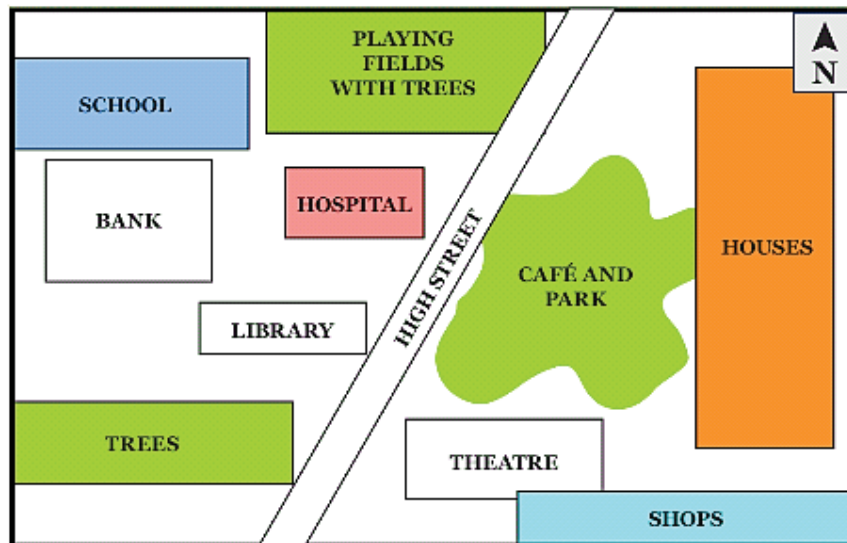 PLAYING
FIELDS
WITH TREES
N
SCHOOL
BANK
HOSPITAL
HIGH STREET
CAFÉ AND
PARK
HOUSES
LIBRARY
TREES
THEATRE
SHOPS